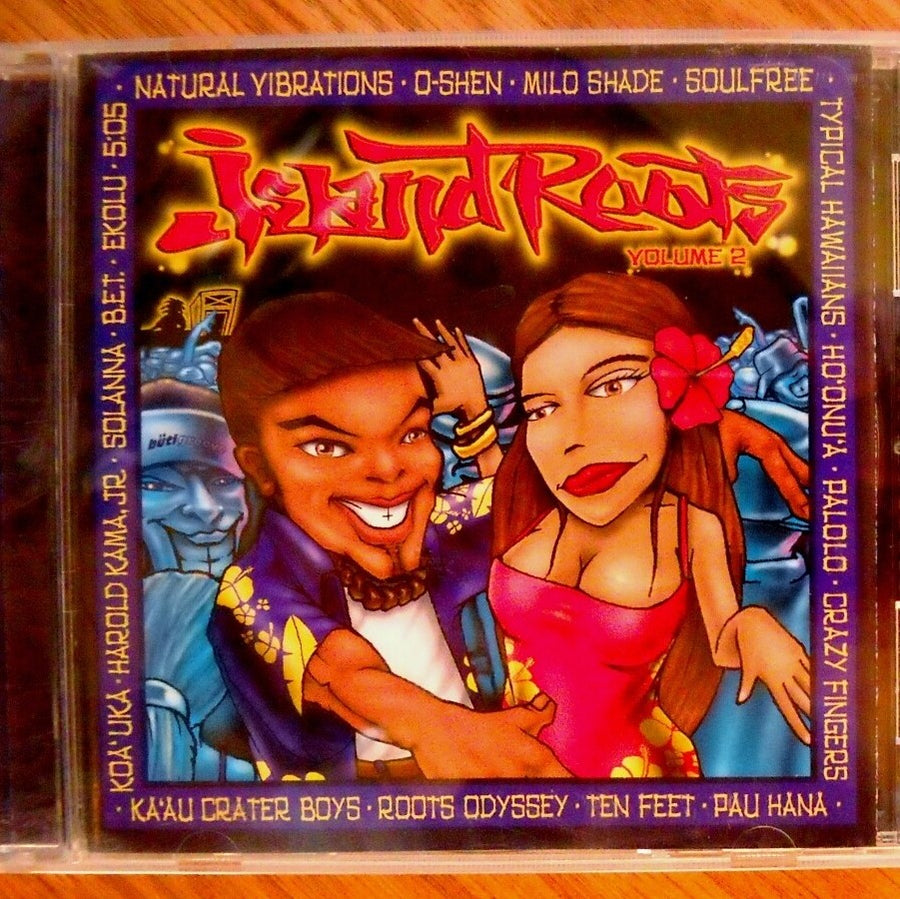 · NATURAL VIBRATIONS · O-SHEN · MILO SHADE · SOULFREE ·
TYPICAL HAWAIIANS · HO'ONU'A · PALOLO · CRAZY FINGERS
· KA'AU CRATER BOYS · ROOTS ODYSSEY · TEN FEET · PAU HANA ·
KOA'UKA · HAROLD KAMA, JR. · SOLANNA · B.E.T. · EKOLU · 5:05 ·
Island Roots
VOLUME 2